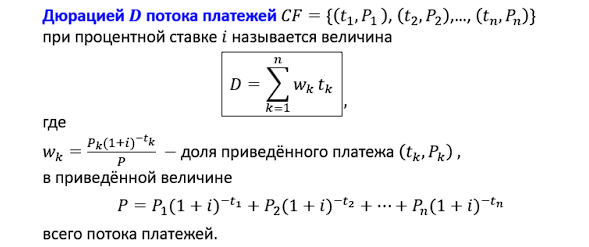 Дюрацией D потока платежей CF = {(t₁, P₁ ), (t₂, P₂),..., (tₙ, Pₙ)}
при процентной ставке i называется величина
D = ∑ₖ₌₁ⁿ wₖ tₖ ,
где
wₖ = Pₖ(1+i)^(−tₖ) / P − доля приведённого платежа (tₖ, Pₖ) ,
в приведённой величине
P = P₁(1 + i)^(−t₁) + P₂(1 + i)^(−t₂) + ⋯ + Pₙ(1 + i)^(−tₙ)
всего потока платежей.